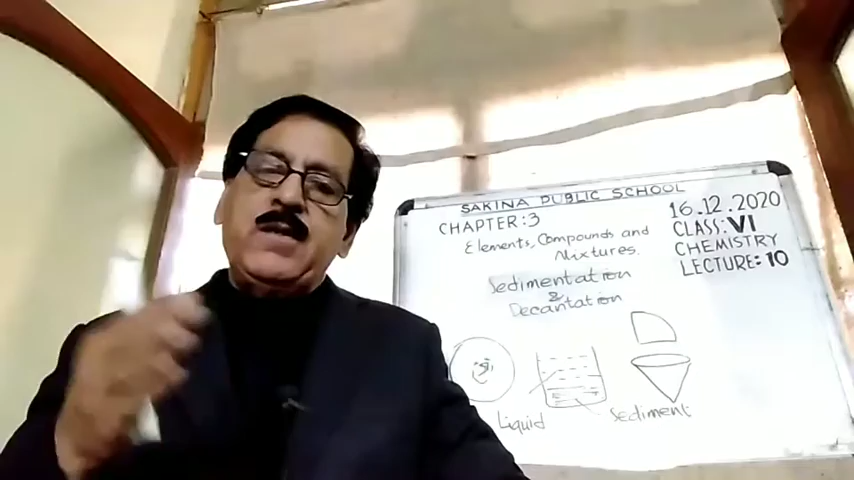 SAKINA PUBLIC SCHOOL
16.12.2020
CHAPTER:3
CLASS:VI
Elements, Compounds and
Mixtures.
CHEMISTRY
LECTURE:10
Sedimentation
&
Decantation
Liquid
Sediment